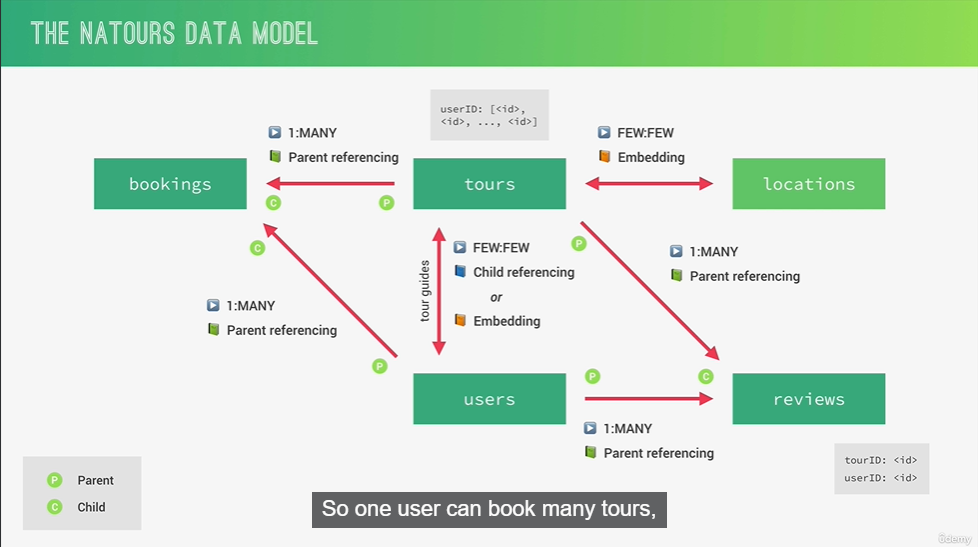 THE NATOURS DATA MODEL
userID: [<id>,
<id>, ..., <id>]
1:MANY
Parent referencing
FEW:FEW
Embedding
bookings
tours
locations
C
P
C
tour guides
FEW:FEW
Child referencing
or
Embedding
P
1:MANY
Parent referencing
1:MANY
Parent referencing
P
users
P
C
reviews
1:MANY
Parent referencing
tourID: <id>
userID: <id>
P Parent
C Child
So one user can book many tours,
ûdemy